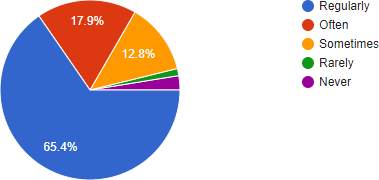 Regularly
Often
Sometimes
Rarely
Never
17.9%
12.8%
65.4%